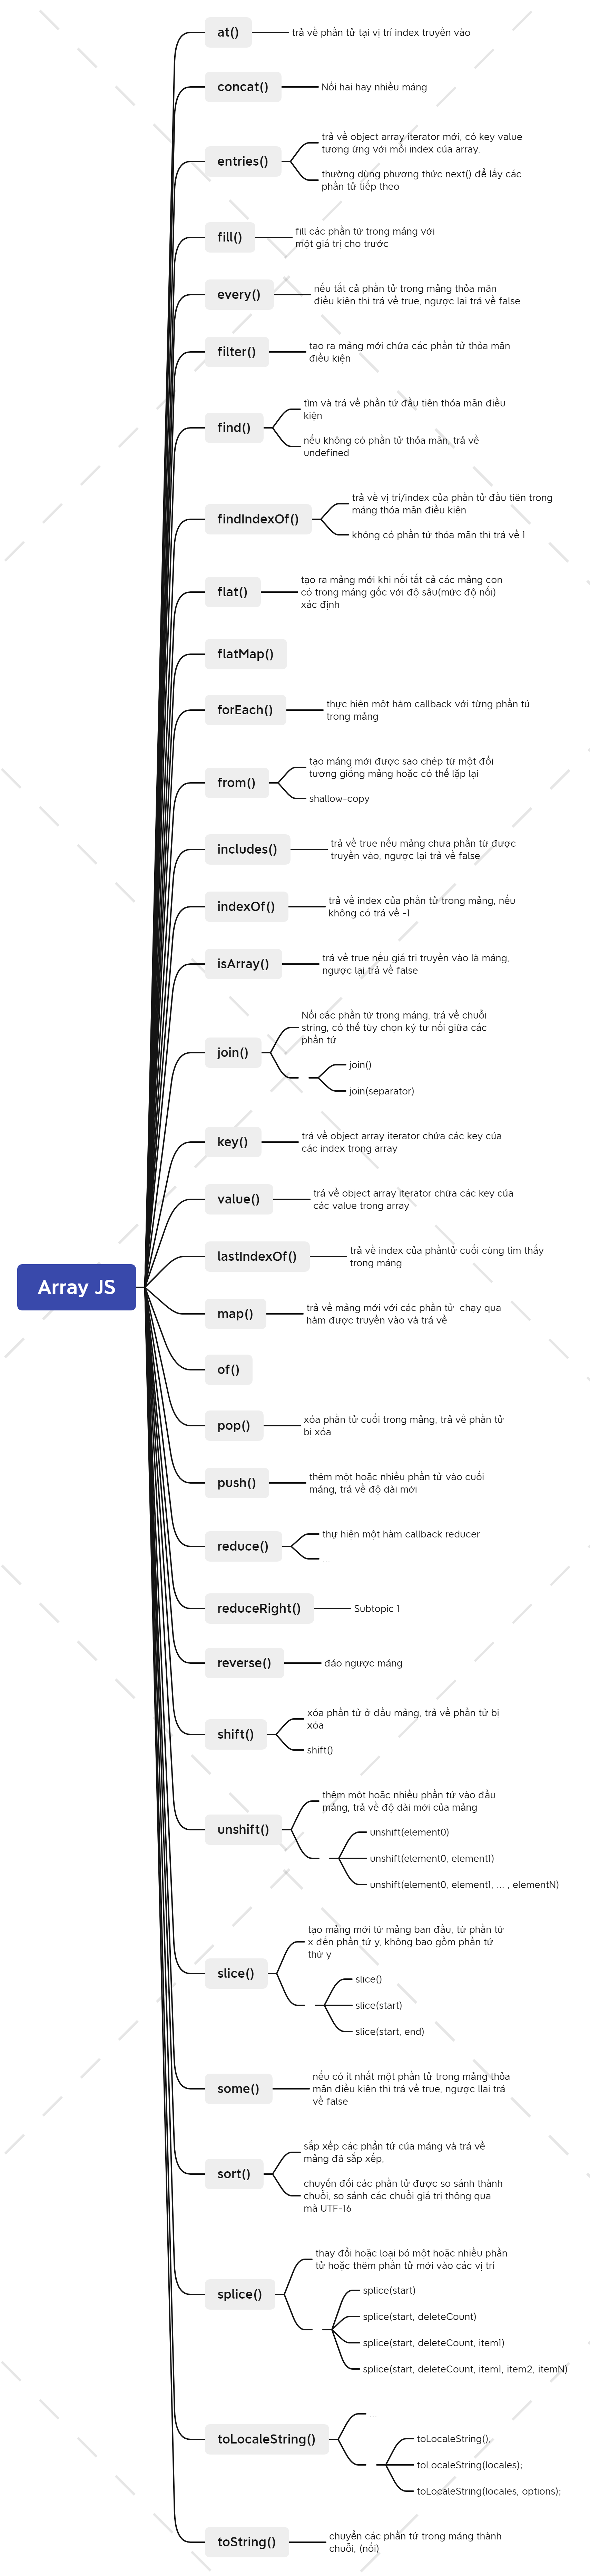 at()
trả về phần tử tại vị trí index truyền vào
concat()
Nối hai hay nhiều mảng
entries()
trả về object array iterator mới, có key value
tương ứng với mỗi index của array.
thường dùng phương thức next() để lấy các
phần tử tiếp theo
fill()
fill các phần từ trong mảng với
một giá trị cho trước
every()
nếu tất cả phần tử trong mảng thỏa mãn
điều kiện thì trả về true, ngược lại trả về false
filter()
tạo ra mảng mới chứa các phần tử thỏa mãn
điều kiện
find()
tìm và trả về phần tử đầu tiên thỏa mãn điều
kiện
nếu không có phần tử thỏa mãn, trả về
undefined
findIndexOf()
trả về vị trí/index của phần tử đầu tiên trong
mảng thỏa mãn điều kiện
không có phần tử thỏa mãn thì trả về 1
flat()
tạo ra mảng mới khi nối tất cả các mảng con
có trong mảng gốc với độ sâu(mức độ nối)
xác định
flatMap()
forEach()
thực hiện một hàm callback với từng phần tủ
trong mảng
from()
tạo mảng mới được sao chép từ một đối
tượng giống mảng hoặc có thể lặp lại
shallow-copy
includes()
trả về true nếu mảng chưa phần từ được
truyền vào, ngược lại trả về false
indexOf()
trả về index của phần tử trong mảng, nếu
không có trả về -1
isArray()
trả về true nếu giá trị truyền vào là mảng,
ngược lại trả về false
join()
Nối các phần từ trong mảng, trả về chuỗi
string, có thể tùy chọn ký tự nối giữa các
phần tử
join()
join(separator)
key()
trả về object array iterator chứa các key của
các index trong array
value()
trả về object array iterator chứa các key của
các value trong array
lastIndexOf()
trả về index của phầntử cuối cùng tìm thấy
trong mảng
Array JS
map()
trả về mảng mới với các phần tử  chạy qua
hàm được truyền vào và trả về
of()
pop()
xóa phần tử cuối trong mảng, trả về phần tử
bị xóa
push()
thêm một hoặc nhiều phần tử vào cuối
mảng, trả về độ dài mới
reduce()
thự hiện một hàm callback reducer
...
reduceRight()
Subtopic 1
reverse()
đảo ngược mảng
shift()
xóa phần tử ở đầu mảng, trả về phần tử bị
xóa
shift()
unshift()
thêm một hoặc nhiều phần tử vào đầu
mảng, trả về độ dài mới của mảng
unshift(element0)
unshift(element0, element1)
unshift(element0, element1, ... , elementN)
slice()
tạo mảng mới từ mảng ban đầu, từ phần tử
x đến phần tử y, không bao gồm phần tử
thứ y
slice()
slice(start)
slice(start, end)
some()
nếu có ít nhất một phần tử trong mảng thỏa
mãn điều kiện thì trả về true, ngược llại trả
về false
sort()
sắp xếp các phần tử của mảng và trả về
mảng đã sắp xếp,
chuyển đổi các phần tử được so sánh thành
chuỗi, so sánh các chuỗi giá trị thông qua
mã UTF-16
splice()
thay đổi hoặc loại bỏ một hoặc nhiều phần
tử hoặc thêm phần tử mới vào các vị trí
splice(start)
splice(start, deleteCount)
splice(start, deleteCount, item1)
splice(start, deleteCount, item1, item2, itemN)
toLocaleString()
...
toLocaleString();
toLocaleString(locales);
toLocaleString(locales, options);
toString()
chuyển các phần tử trong mảng thành
chuỗi, (nối)